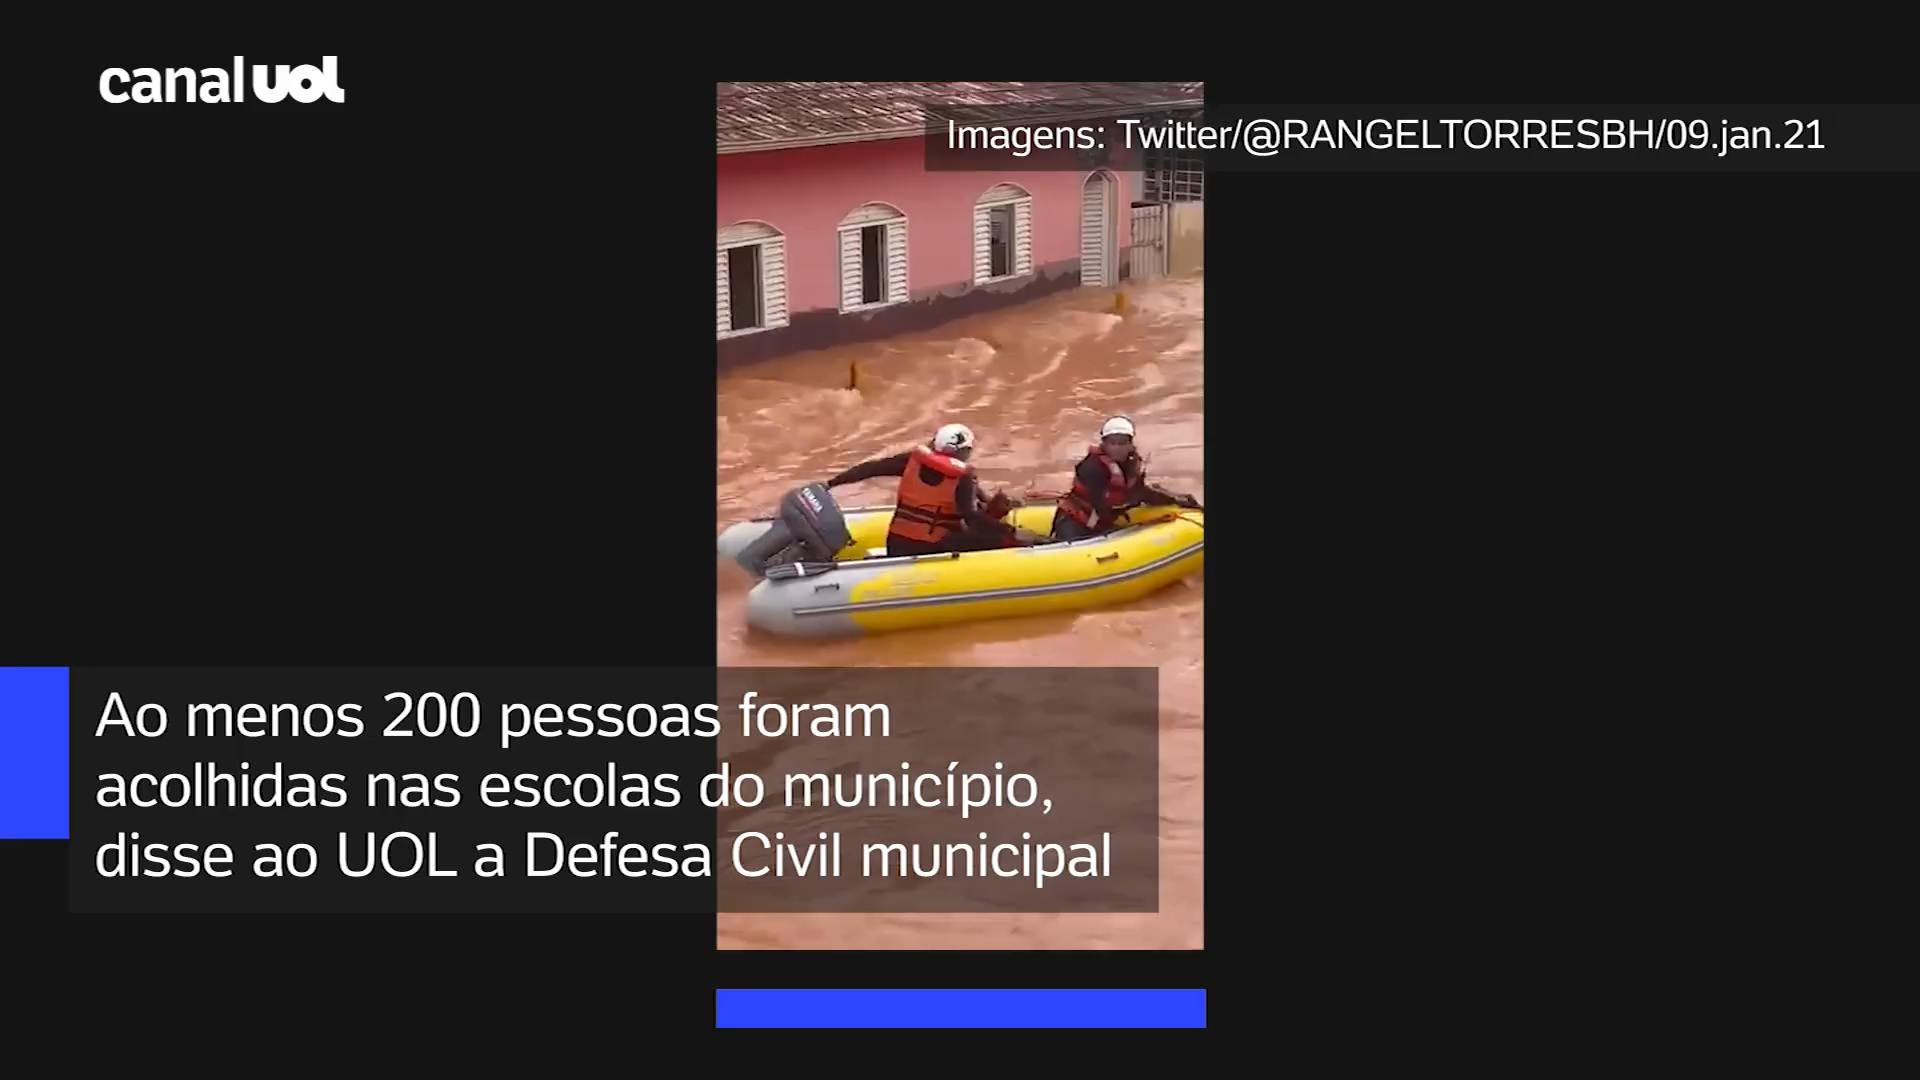 canal uol
Imagens: Twitter/@RANGELTORRESBH/09.jan.21
YAMAHA
Ao menos 200 pessoas foram
acolhidas nas escolas do município,
disse ao UOL a Defesa Civil municipal